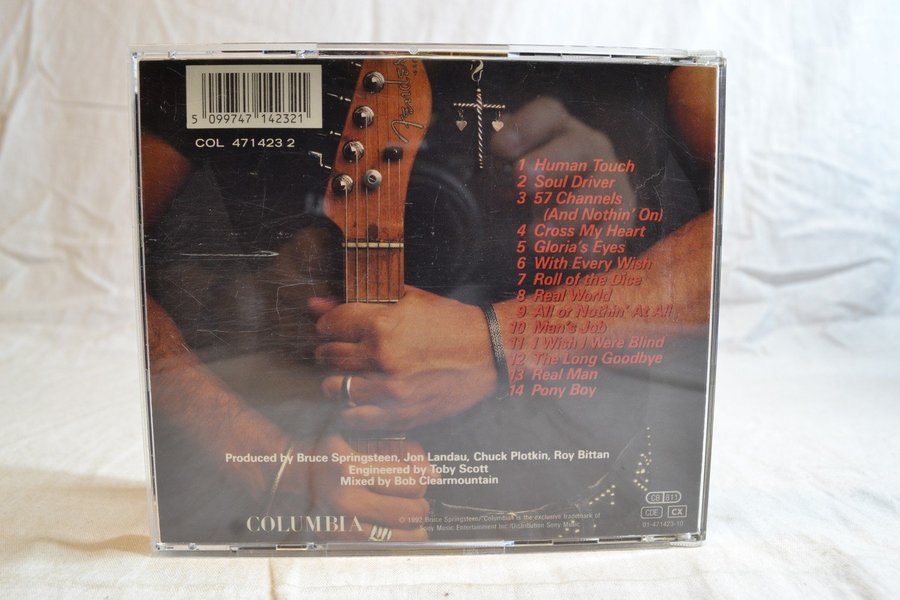 5 099747 142321
COL 471423 2
Fender
1 Human Touch
2 Soul Driver
3 57 Channels
(And Nothin' On)
4 Cross My Heart
5 Gloria's Eyes
6 With Every Wish
7 Roll of the Dice
8 Real World
9 All or Nothin' At All
10 Man's Job
11 I Wish I Were Blind
12 The Long Goodbye
13 Real Man
14 Pony Boy
Produced by Bruce Springsteen, Jon Landau, Chuck Plotkin, Roy Bittan
Engineered by Toby Scott
Mixed by Bob Clearmountain
CB 811
CDE CX
01-471423-10
COLUMBIA
© 1992 Bruce Springsteen/"Columbia" is the exclusive trademark of
Sony Music Entertainment Inc./Distribution Sony Music